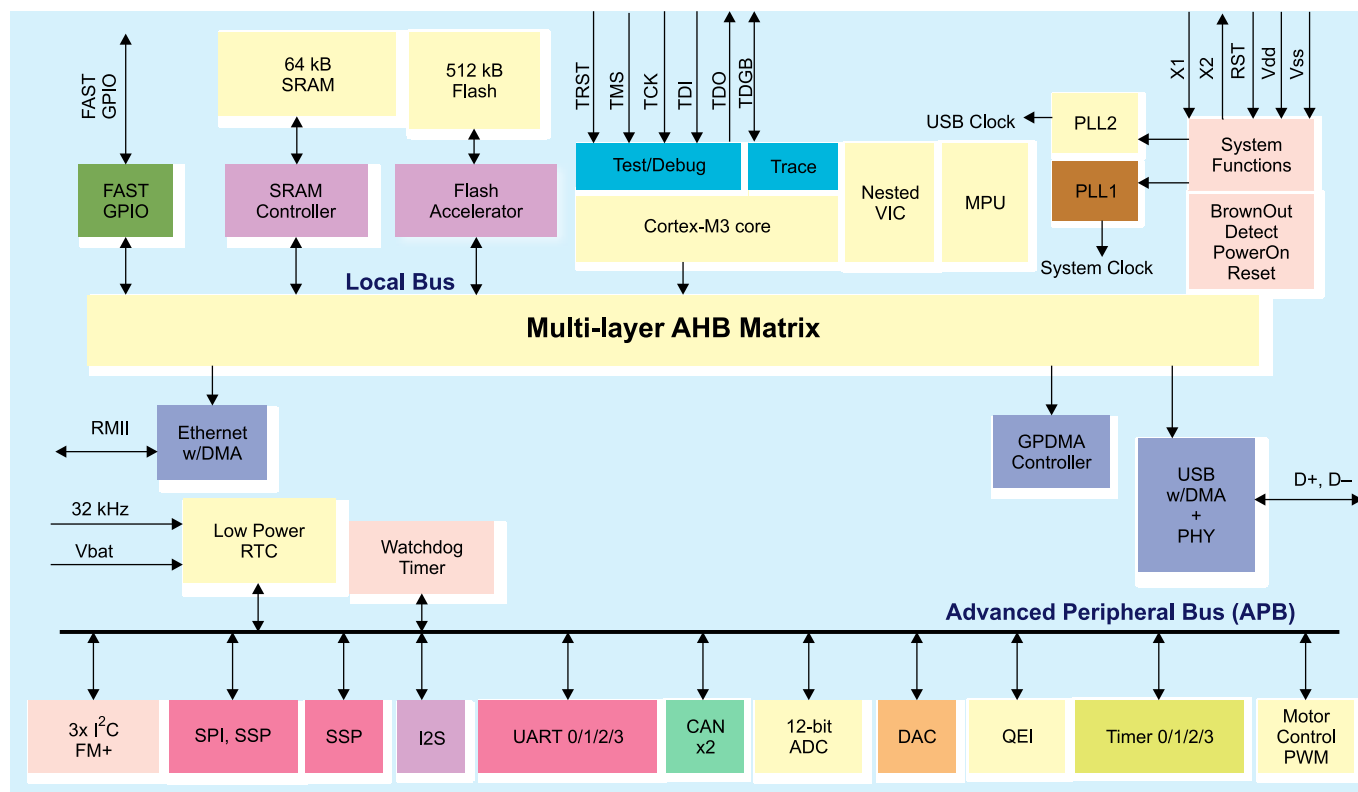 FAST
GPIO
64 kB
SRAM
512 kB
Flash
TRST
TMS
TCK
TDI
TDO
TDGB
X1
X2
RST
Vdd
Vss
USB Clock
PLL2
System
Functions
FAST
GPIO
SRAM
Controller
Flash
Accelerator
Test/Debug
Trace
Cortex-M3 core
Nested
VIC
MPU
PLL1
System Clock
BrownOut
Detect
PowerOn
Reset
Local Bus
Multi-layer AHB Matrix
RMII
Ethernet
w/DMA
GPDMA
Controller
USB
w/DMA
+
PHY
D+, D–
32 kHz
Vbat
Low Power
RTC
Watchdog
Timer
Advanced Peripheral Bus (APB)
3x I²C
FM+
SPI, SSP
SSP
I2S
UART 0/1/2/3
CAN
x2
12-bit
ADC
DAC
QEI
Timer 0/1/2/3
Motor
Control
PWM